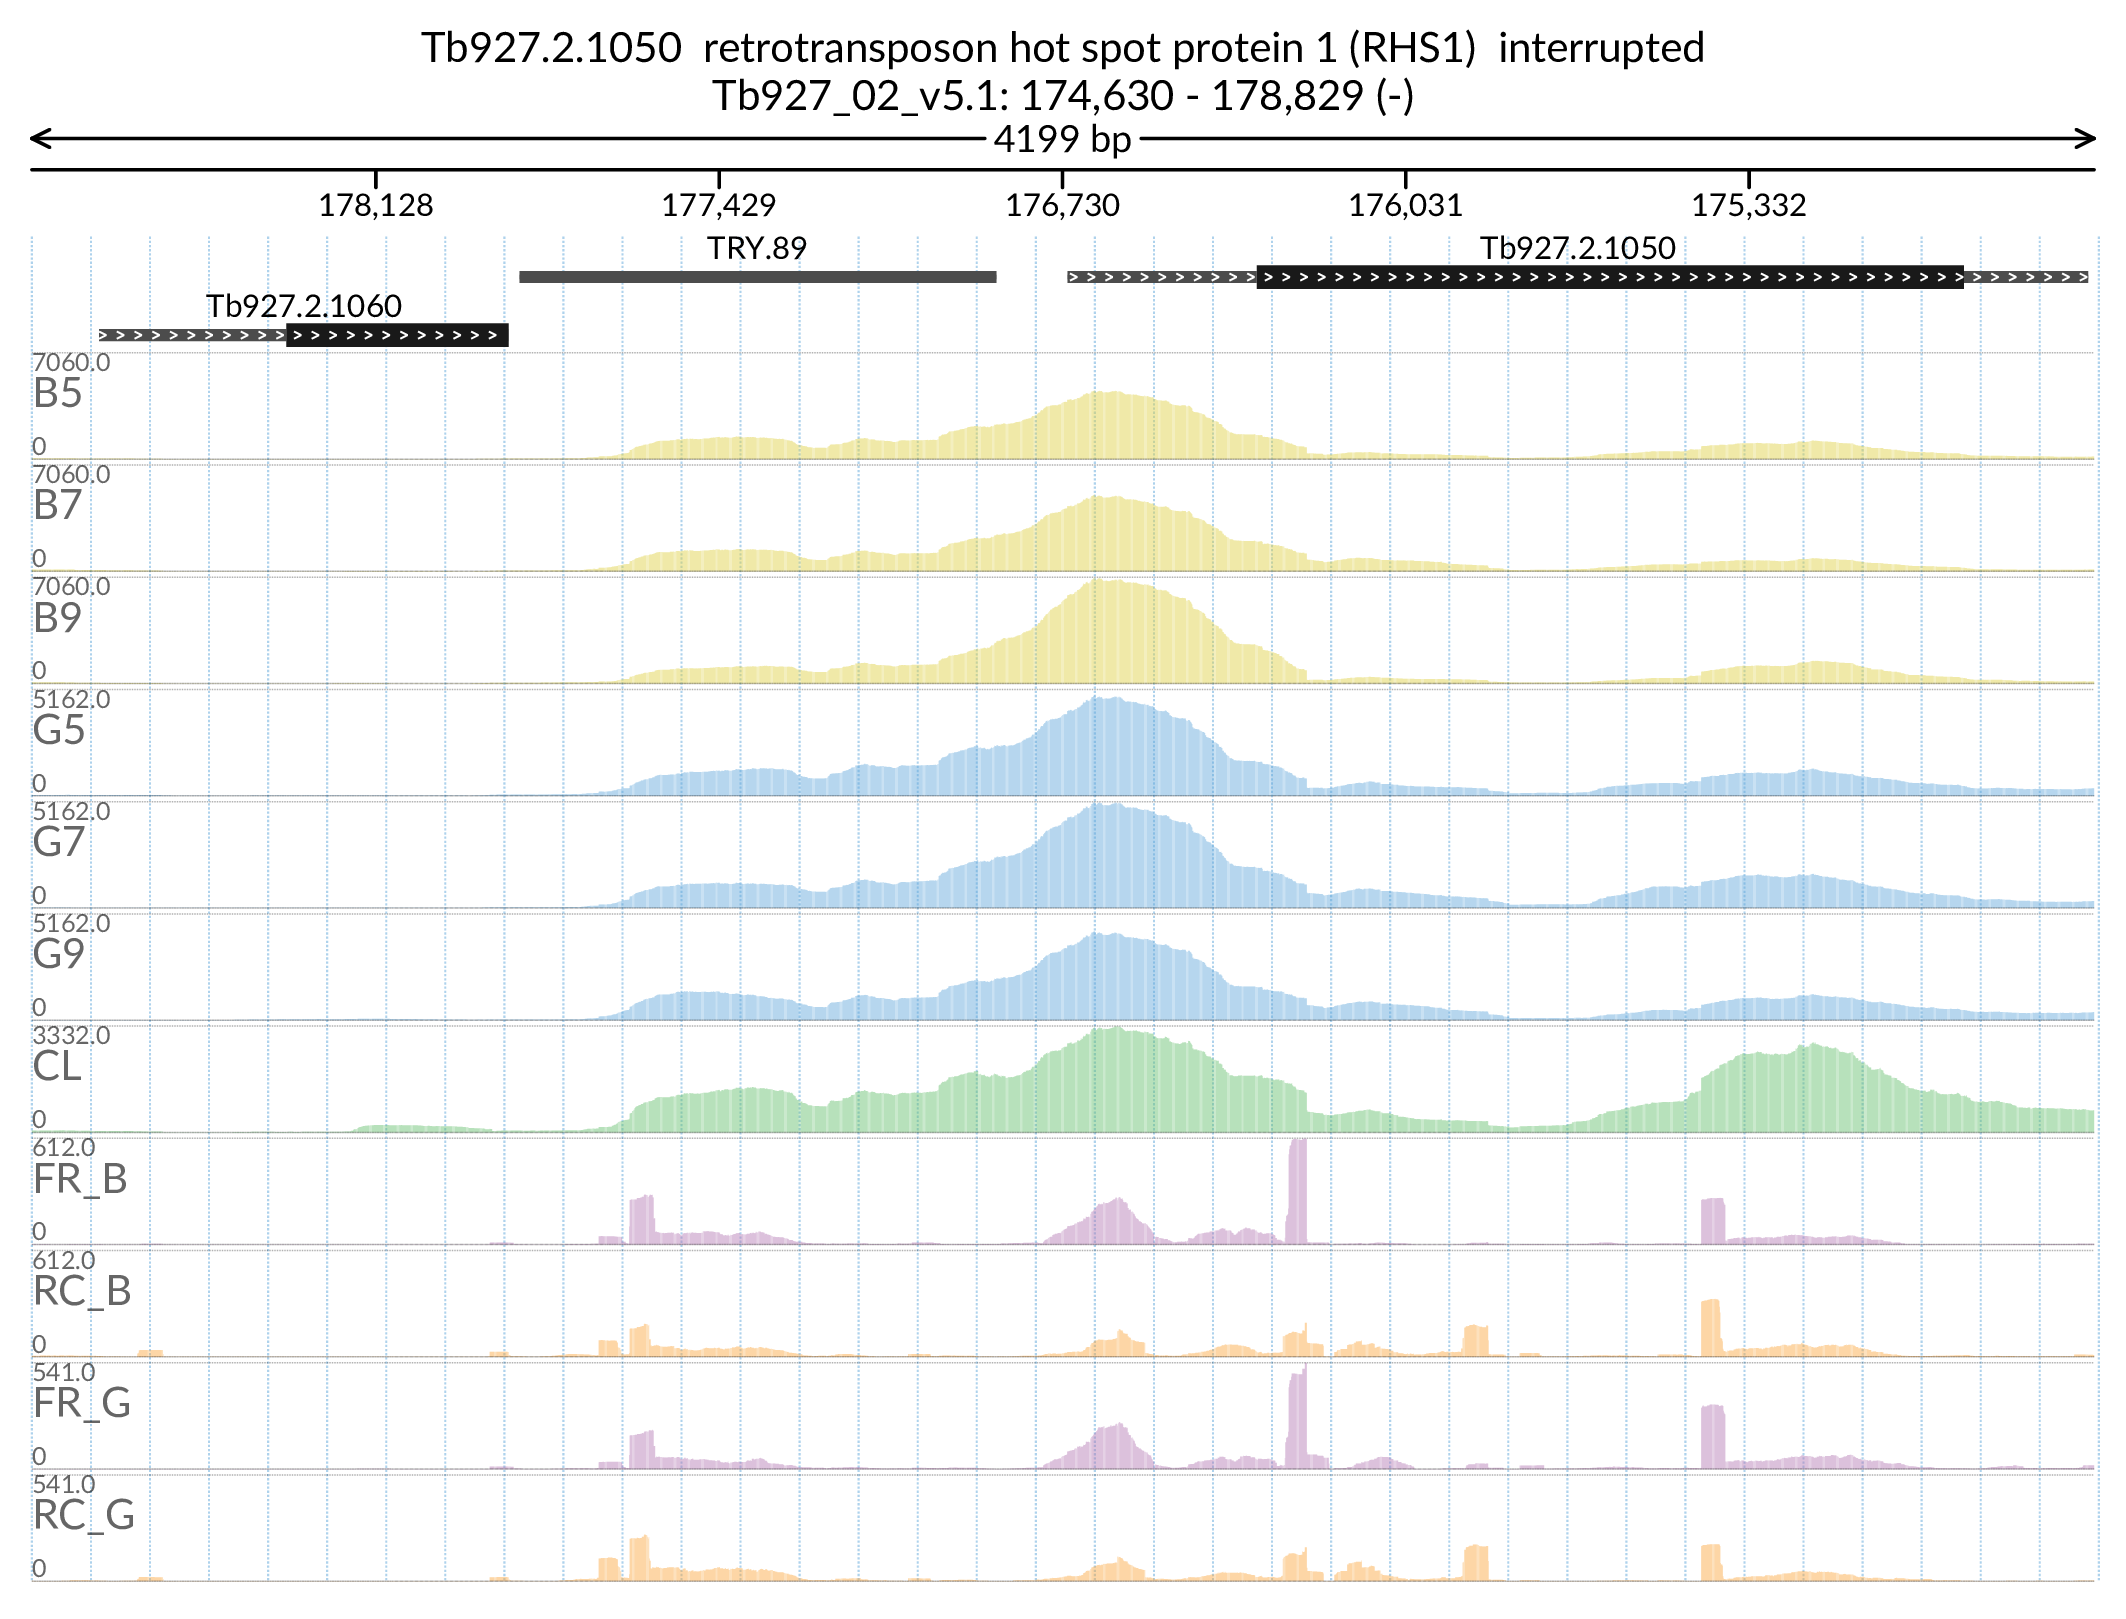 Tb927.2.1050  retrotransposon hot spot protein 1 (RHS1)  interrupted
Tb927_02_v5.1: 174,630 - 178,829 (-)
4199 bp
178,128 177,429 176,730 176,031 175,332
TRY.89 Tb927.2.1050
Tb927.2.1060
7060.0
B5
0
7060.0
B7
0
7060.0
B9
0
5162.0
G5
0
5162.0
G7
0
5162.0
G9
0
3332.0
CL
0
612.0
FR_B
0
612.0
RC_B
0
541.0
FR_G
0
541.0
RC_G
0